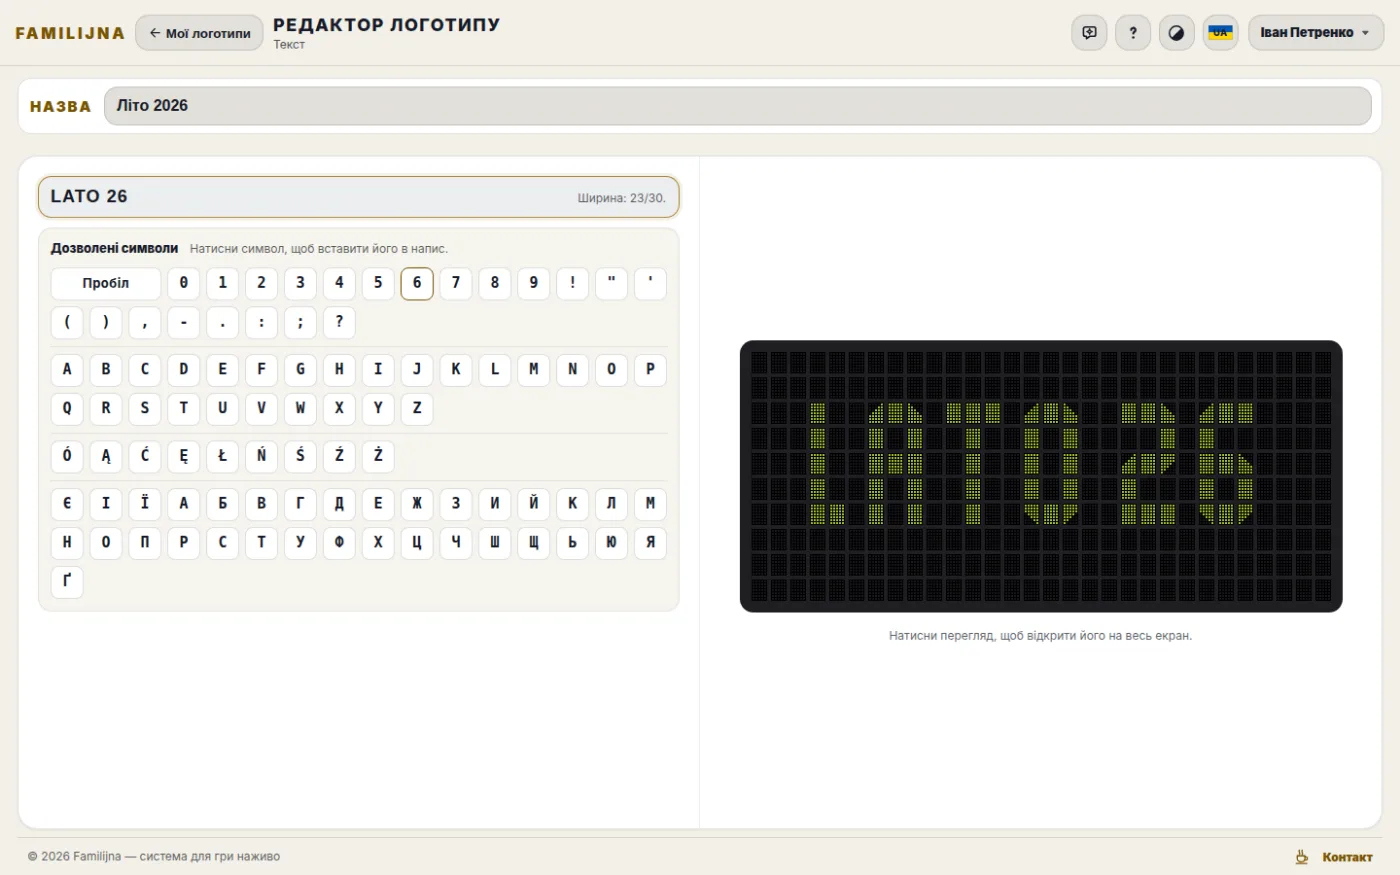 FAMILIJNA
← Мої логотипи
РЕДАКТОР ЛОГОТИПУ
Текст
?
UA
Іван Петренко
НАЗВА
Літо 2026
LATO 26
Ширина: 23/30.
Дозволені символи Натисни символ, щоб вставити його в напис.
Пробіл 0 1 2 3 4 5 6 7 8 9 ! " '
( ) , - . : ; ?
A B C D E F G H I J K L M N O P
Q R S T U V W X Y Z
Ó Ą Ć Ę Ł Ń Ś Ź Ż
Є І Ї А Б В Г Д Е Ж З И Й К Л М
Н О П Р С Т У Ф Х Ц Ч Ш Щ Ь Ю Я
Ґ
LATO 26
Натисни перегляд, щоб відкрити його на весь екран.
© 2026 Familijna — система для гри наживо
Контакт